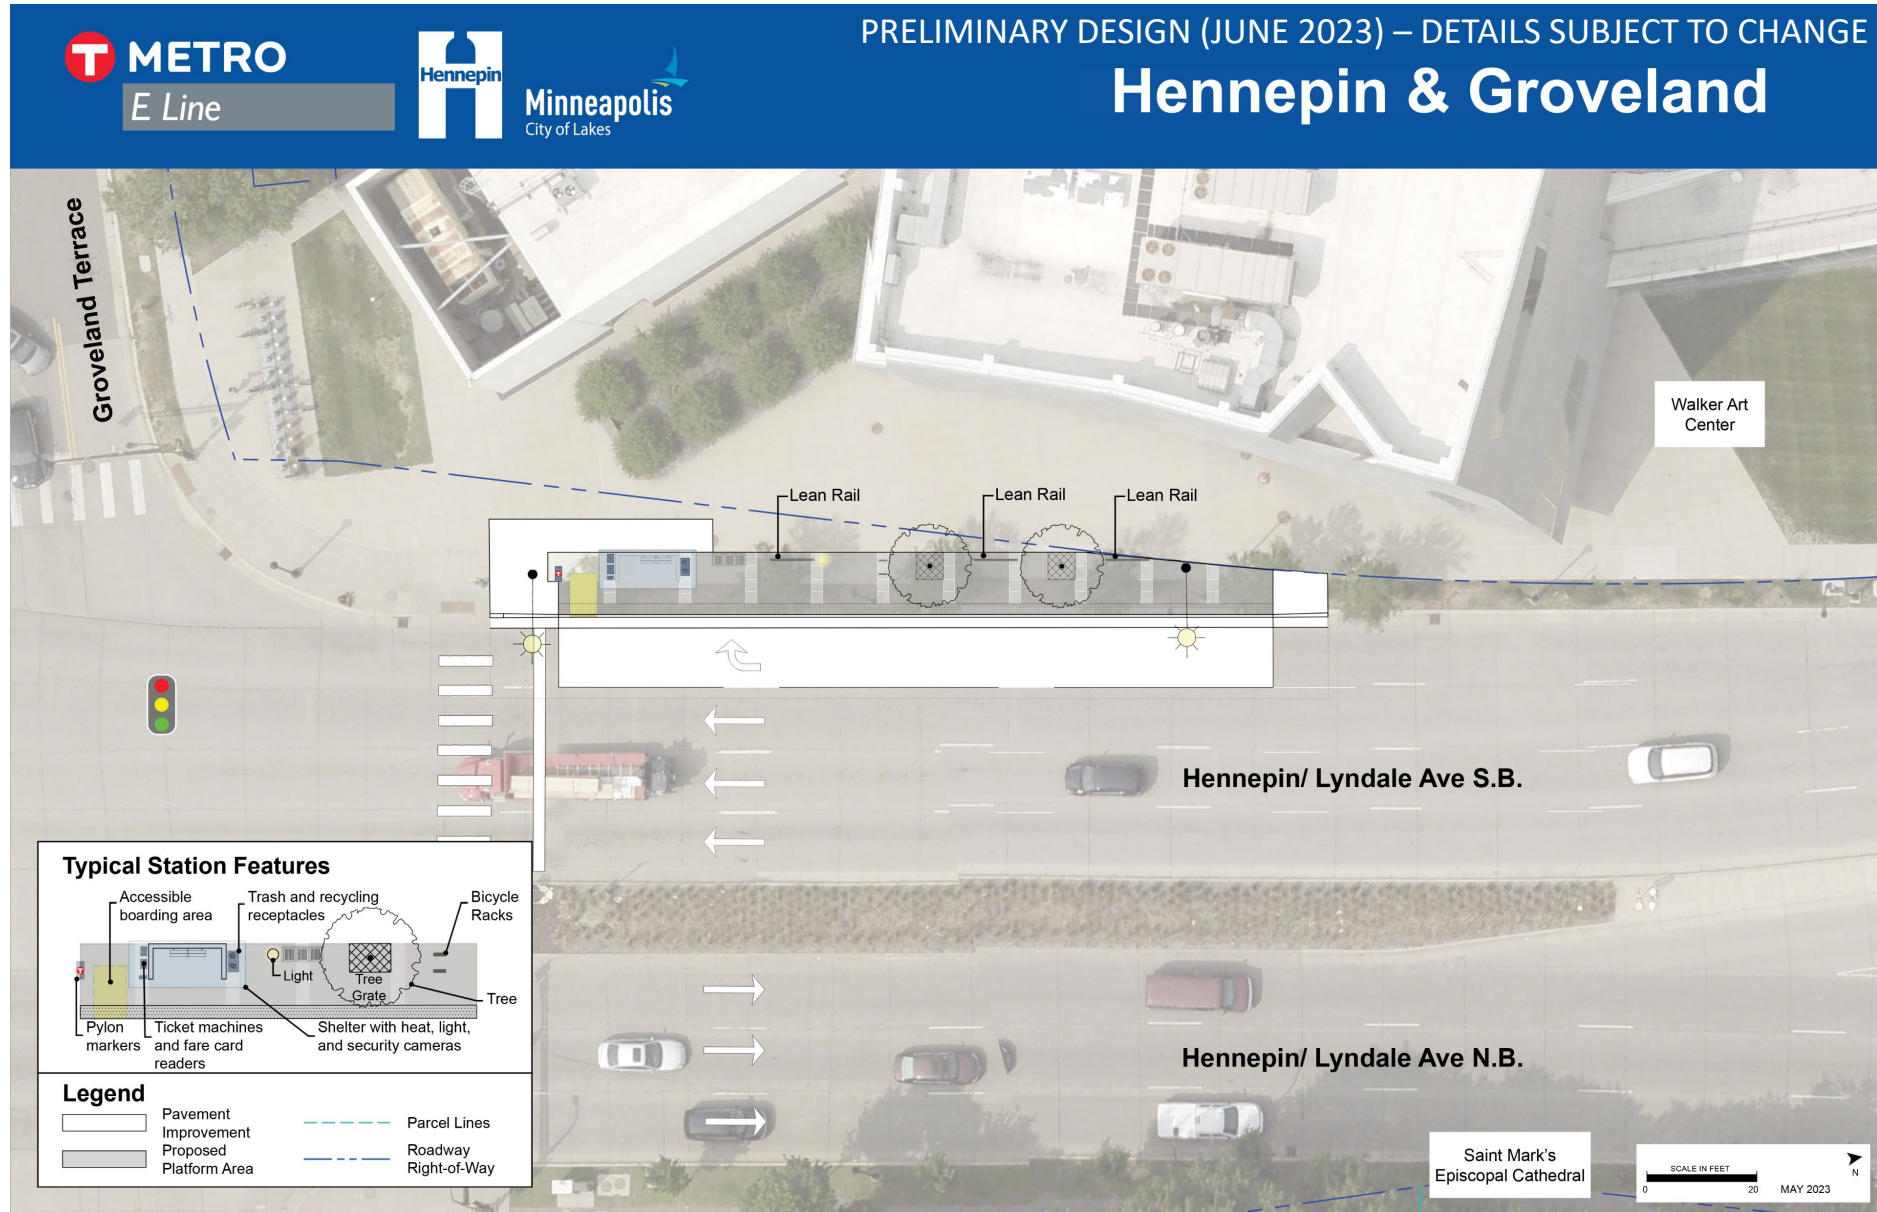 PRELIMINARY DESIGN (JUNE 2023) – DETAILS SUBJECT TO CHANGE
T METRO
E Line
Hennepin
Minneapolis
City of Lakes
Hennepin & Groveland
Groveland Terrace
Walker Art
Center
Lean Rail
Lean Rail
Lean Rail
T
Hennepin/ Lyndale Ave S.B.
Hennepin/ Lyndale Ave N.B.
Typical Station Features
Accessible
boarding area
Trash and recycling
receptacles
Bicycle
Racks
Light
Tree
Grate
Tree
T
Pylon
markers
Ticket machines
and fare card
readers
Shelter with heat, light,
and security cameras
Legend
Pavement
Improvement
Proposed
Platform Area
Parcel Lines
Roadway
Right-of-Way
Saint Mark's
Episcopal Cathedral
SCALE IN FEET
0 20
MAY 2023
N